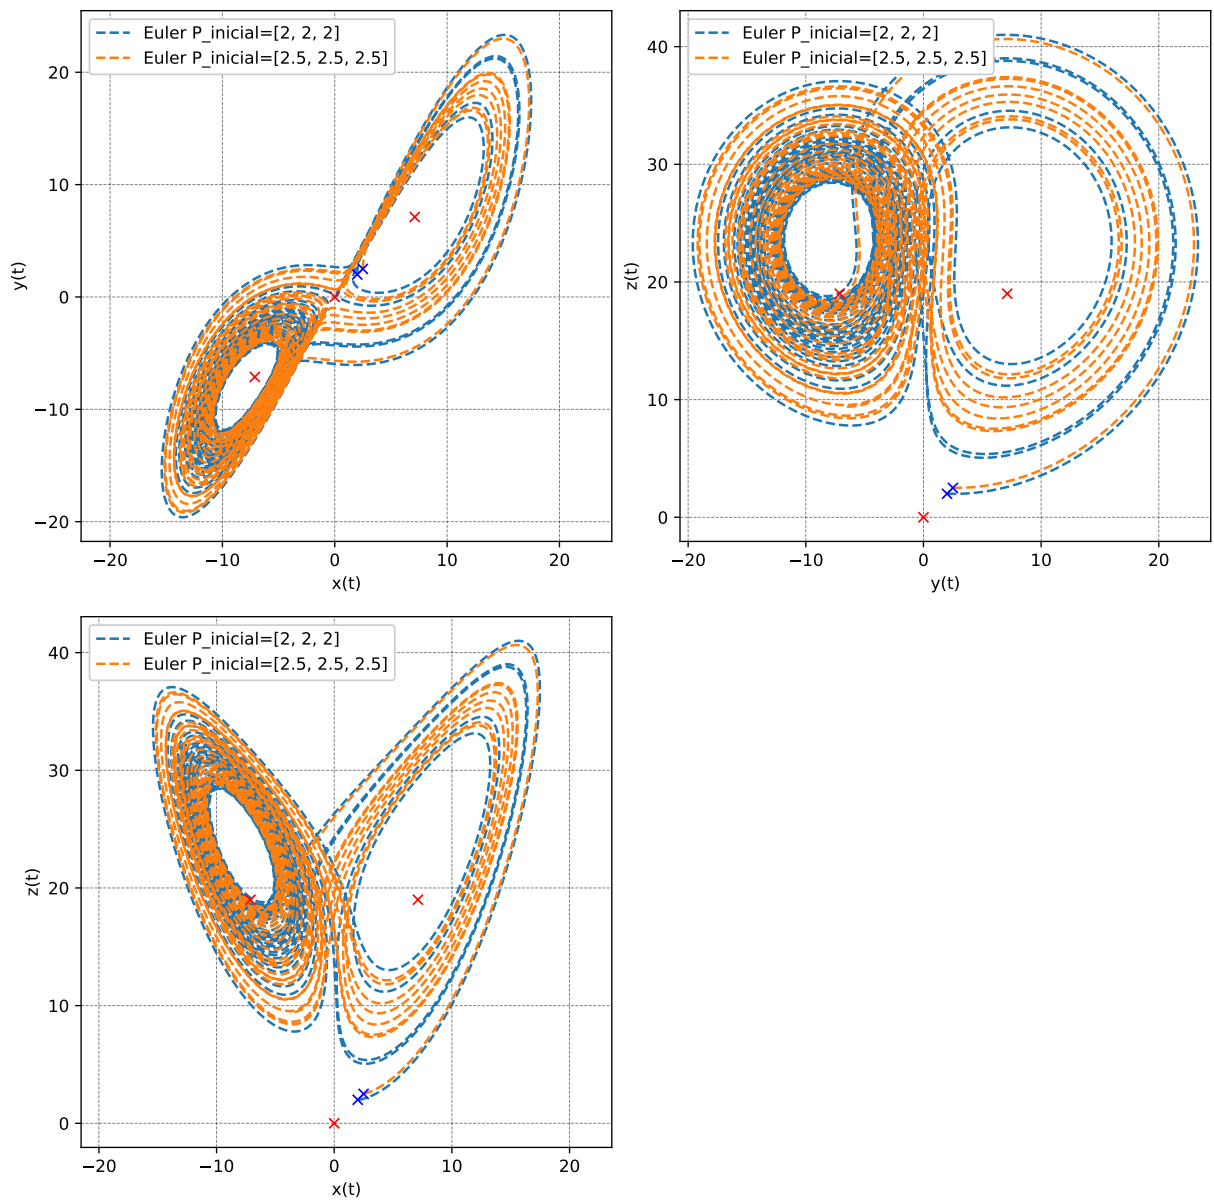 Euler P_inicial=[2, 2, 2]
Euler P_inicial=[2.5, 2.5, 2.5]
y(t)
20
10
0
−10
−20
−20
−10
0
10
20
x(t)
Euler P_inicial=[2, 2, 2]
Euler P_inicial=[2.5, 2.5, 2.5]
z(t)
40
30
20
10
0
−20
−10
0
10
20
y(t)
Euler P_inicial=[2, 2, 2]
Euler P_inicial=[2.5, 2.5, 2.5]
z(t)
40
30
20
10
0
−20
−10
0
10
20
x(t)